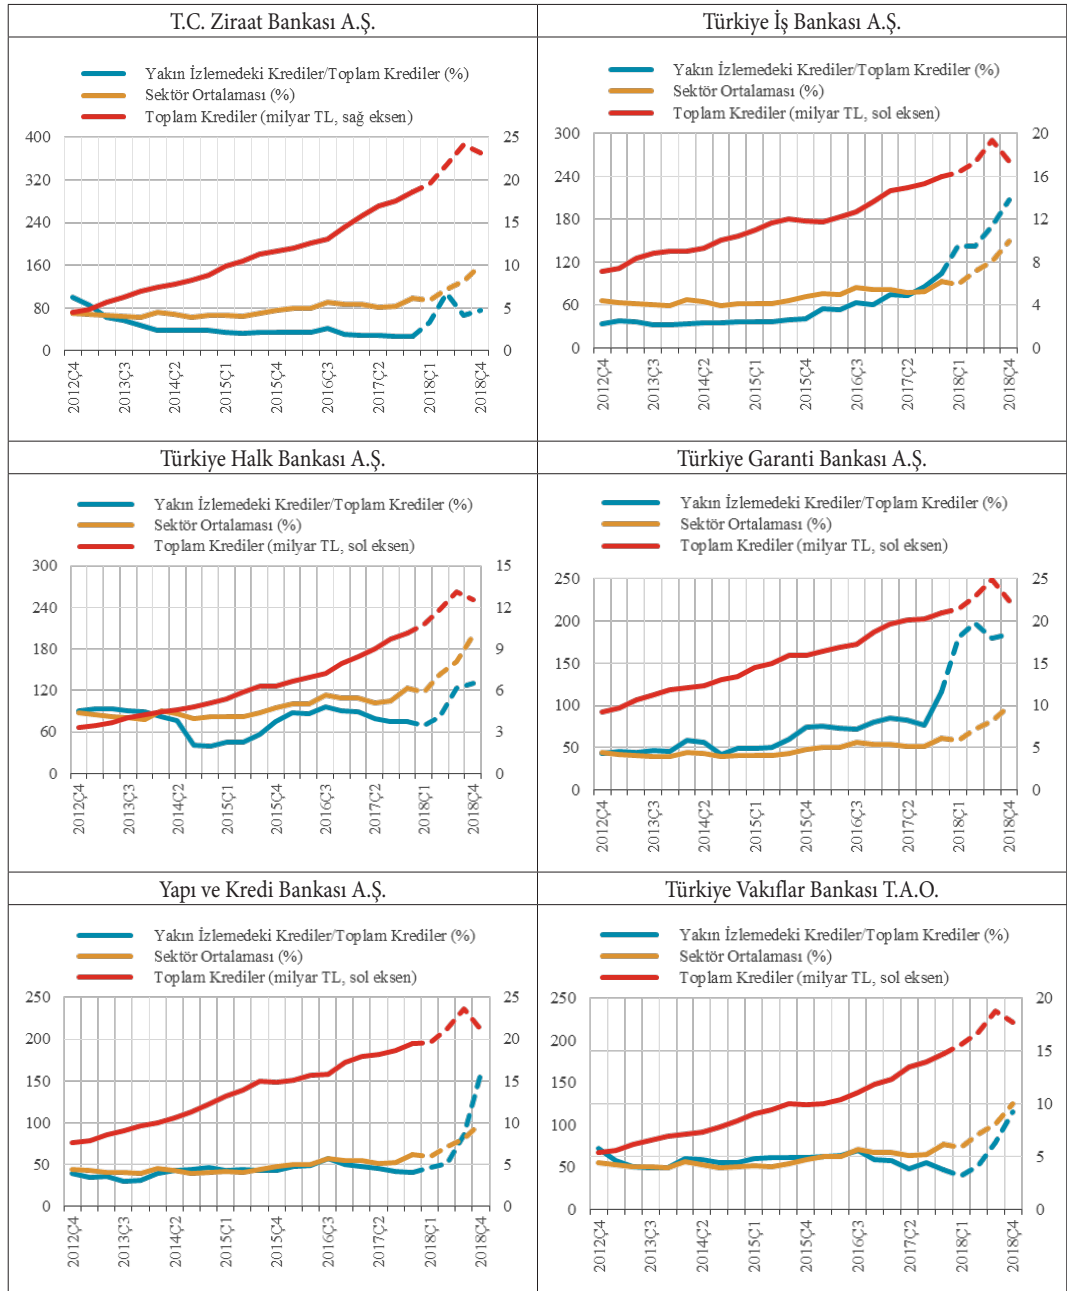 T.C. Ziraat Bankası A.Ş.
Yakın İzlemedeki Krediler/Toplam Krediler (%)
Sektör Ortalaması (%)
Toplam Krediler (milyar TL, sağ eksen)
400
320
240
160
80
0
25
20
15
10
5
0
2012Ç4
2013Ç3
2014Ç2
2015Ç1
2015Ç4
2016Ç3
2017Ç2
2018Ç1
2018Ç4
Türkiye İş Bankası A.Ş.
Yakın İzlemedeki Krediler/Toplam Krediler (%)
Sektör Ortalaması (%)
Toplam Krediler (milyar TL, sol eksen)
300
240
180
120
60
0
20
16
12
8
4
0
2012Ç4
2013Ç3
2014Ç2
2015Ç1
2015Ç4
2016Ç3
2017Ç2
2018Ç1
2018Ç4
Türkiye Halk Bankası A.Ş.
Yakın İzlemedeki Krediler/Toplam Krediler (%)
Sektör Ortalaması (%)
Toplam Krediler (milyar TL, sol eksen)
300
240
180
120
60
0
15
12
9
6
3
0
2012Ç4
2013Ç3
2014Ç2
2015Ç1
2015Ç4
2016Ç3
2017Ç2
2018Ç1
2018Ç4
Türkiye Garanti Bankası A.Ş.
Yakın İzlemedeki Krediler/Toplam Krediler (%)
Sektör Ortalaması (%)
Toplam Krediler (milyar TL, sol eksen)
250
200
150
100
50
0
25
20
15
10
5
0
2012Ç4
2013Ç3
2014Ç2
2015Ç1
2015Ç4
2016Ç3
2017Ç2
2018Ç1
2018Ç4
Yapı ve Kredi Bankası A.Ş.
Yakın İzlemedeki Krediler/Toplam Krediler (%)
Sektör Ortalaması (%)
Toplam Krediler (milyar TL, sol eksen)
250
200
150
100
50
0
25
20
15
10
5
0
2012Ç4
2013Ç3
2014Ç2
2015Ç1
2015Ç4
2016Ç3
2017Ç2
2018Ç1
2018Ç4
Türkiye Vakıflar Bankası T.A.O.
Yakın İzlemedeki Krediler/Toplam Krediler (%)
Sektör Ortalaması (%)
Toplam Krediler (milyar TL, sol eksen)
250
200
150
100
50
0
20
15
10
5
0
2012Ç4
2013Ç3
2014Ç2
2015Ç1
2015Ç4
2016Ç3
2017Ç2
2018Ç1
2018Ç4